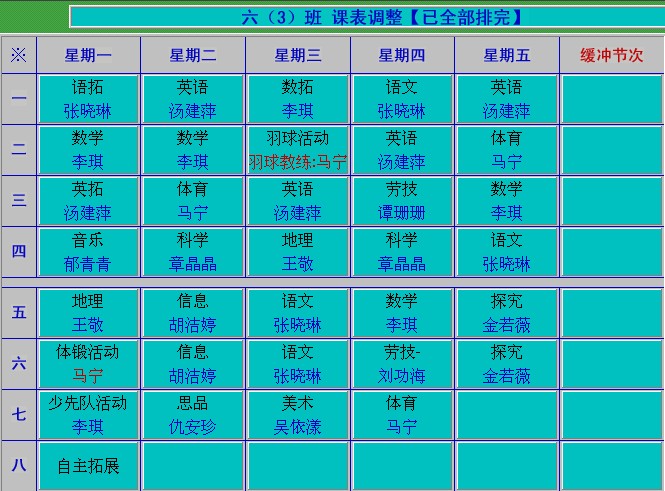 六（3）班 课表调整【已全部排完】
※ 星期一 星期二 星期三 星期四 星期五 缓冲节次
一 语拓 英语 数拓 语文 英语
张晓琳 汤建萍 李琪 张晓琳 汤建萍
二 数学 数学 羽球活动 英语 体育
李琪 李琪 羽球教练:马宁 汤建萍 马宁
三 英拓 体育 英语 劳技 数学
汤建萍 马宁 汤建萍 谭珊珊 李琪
四 音乐 科学 地理 科学 语文
郁青青 章晶晶 王敬 章晶晶 张晓琳
五 地理 信息 语文 数学 探究
王敬 胡洁婷 张晓琳 李琪 金若薇
六 体锻活动 信息 语文 劳技- 探究
马宁 胡洁婷 张晓琳 刘功海 金若薇
七 少先队活动 思品 美术 体育
李琪 仇安珍 吴依漾 马宁
八 自主拓展